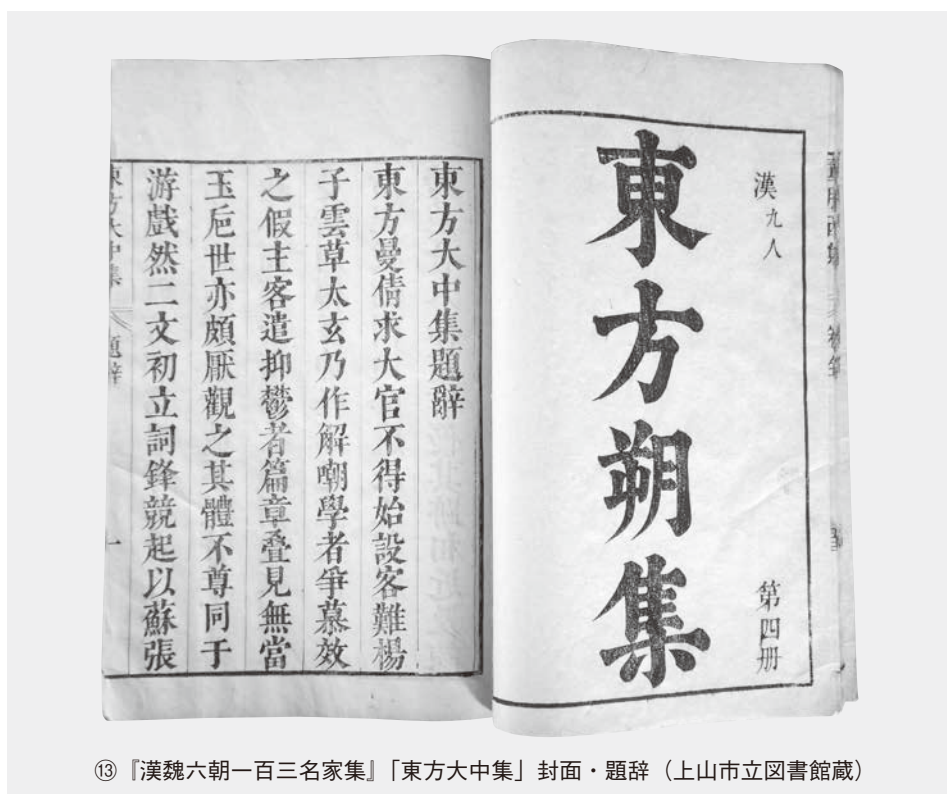 漢九人
東方朔集
第四册
東方大中集題辭
東方曼倩求大官不得始設客難楊
子雲草太玄乃作解嘲學者爭慕效
之假主客遣抑鬱者篇章叠見無當
玉巵世亦頗厭觀之其體不尊同于
游戲然二文初立詞鋒競起以蘇張
東方大中集 題辭 一
⑬『漢魏六朝一百三名家集』「東方大中集」封面・題辞（上山市立図書館蔵）